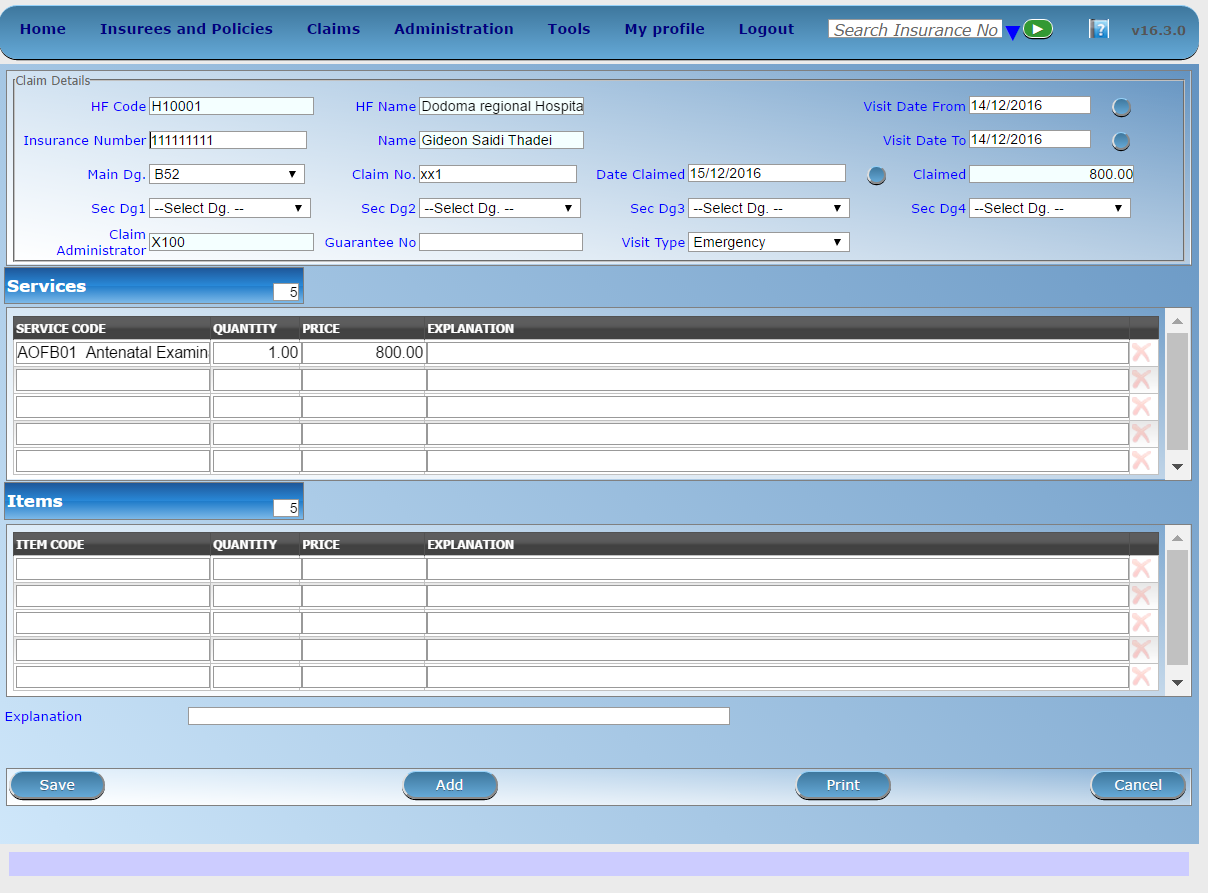 Home Insurees and Policies Claims Administration Tools My profile Logout Search Insurance No ? v16.3.0
Claim Details
HF Code H10001 HF Name Dodoma regional Hospita Visit Date From 14/12/2016
Insurance Number 111111111 Name Gideon Saidi Thadei Visit Date To 14/12/2016
Main Dg. B52 Claim No. xx1 Date Claimed 15/12/2016 Claimed 800.00
Sec Dg1 --Select Dg. -- Sec Dg2 --Select Dg. -- Sec Dg3 --Select Dg. -- Sec Dg4 --Select Dg. --
Claim Administrator X100 Guarantee No Visit Type Emergency
Services 5
SERVICE CODE QUANTITY PRICE EXPLANATION
AOFB01 Antenatal Examin 1.00 800.00
Items 5
ITEM CODE QUANTITY PRICE EXPLANATION
Explanation
Save Add Print Cancel